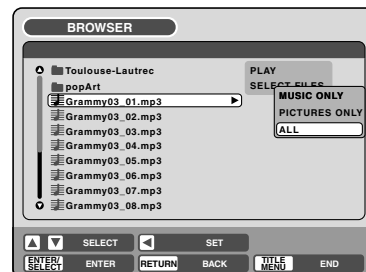 BROWSER
Toulouse-Lautrec
popArt
Grammy03_01.mp3
Grammy03_02.mp3
Grammy03_03.mp3
Grammy03_04.mp3
Grammy03_05.mp3
Grammy03_06.mp3
Grammy03_07.mp3
Grammy03_08.mp3
PLAY
SELECT FILES
MUSIC ONLY
PICTURES ONLY
ALL
SELECT SET
ENTER/
SELECT ENTER RETURN BACK TITLE
MENU END